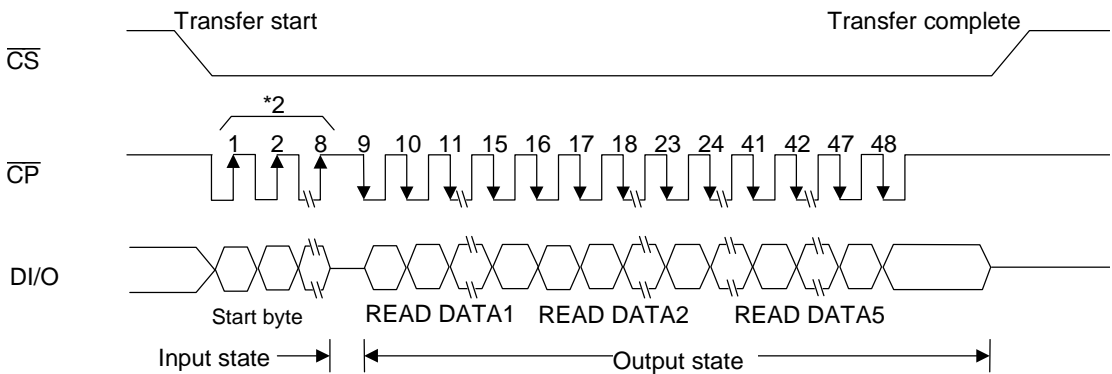 Transfer start Transfer complete
CS
*2
1 2 8 9 10 11 15 16 17 18 23 24 41 42 47 48
CP
DI/O
Start byte READ DATA1 READ DATA2 READ DATA5
Input state Output state